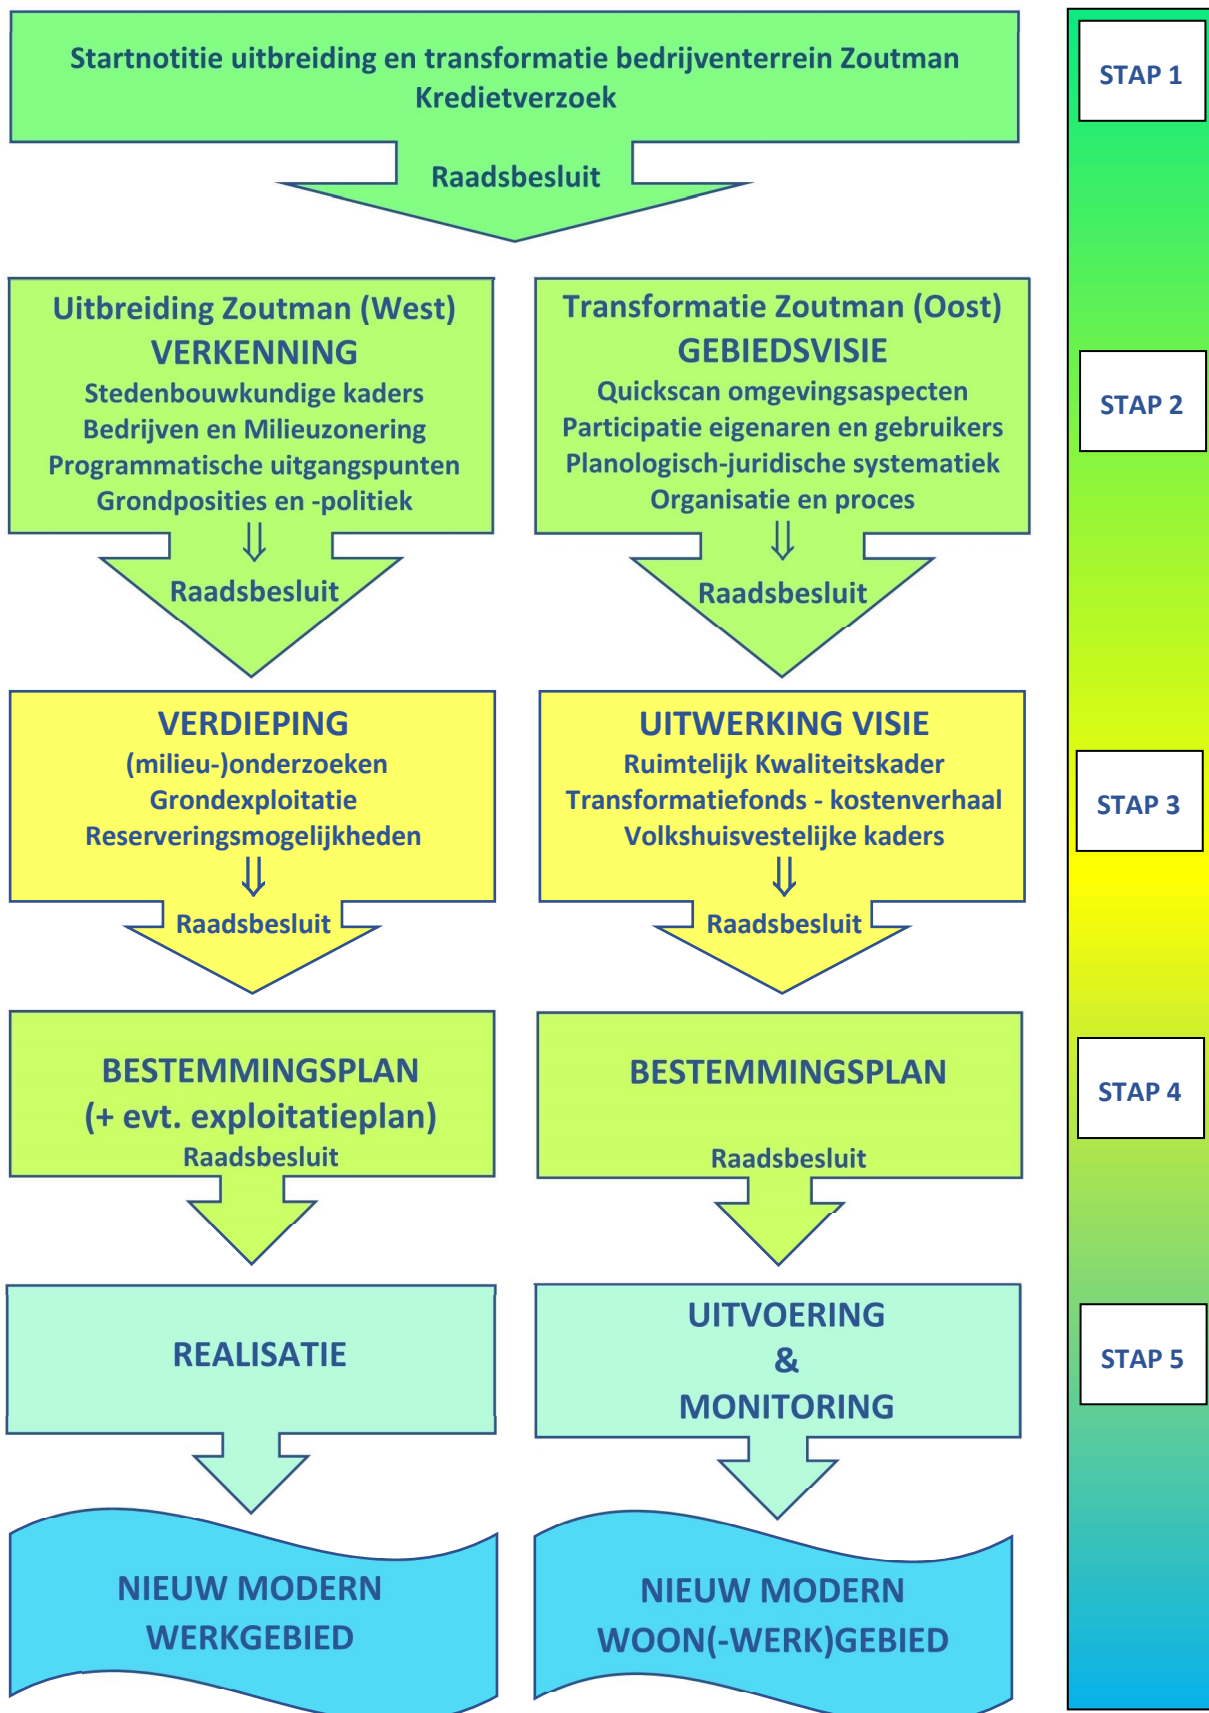 Startnotitie uitbreiding en transformatie bedrijventerrein Zoutman
Kredietverzoek
Raadsbesluit
STAP 1
Uitbreiding Zoutman (West)
VERKENNING
Stedenbouwkundige kaders
Bedrijven en Milieuzonering
Programmatische uitgangspunten
Grondposities en -politiek
⇓
Raadsbesluit
Transformatie Zoutman (Oost)
GEBIEDSVISIE
Quickscan omgevingsaspecten
Participatie eigenaren en gebruikers
Planologisch-juridische systematiek
Organisatie en proces
⇓
Raadsbesluit
STAP 2
VERDIEPING
(milieu-)onderzoeken
Grondexploitatie
Reserveringsmogelijkheden
⇓
Raadsbesluit
UITWERKING VISIE
Ruimtelijk Kwaliteitskader
Transformatiefonds - kostenverhaal
Volkshuisvestelijke kaders
⇓
Raadsbesluit
STAP 3
BESTEMMINGSPLAN
(+ evt. exploitatieplan)
Raadsbesluit
BESTEMMINGSPLAN
Raadsbesluit
STAP 4
REALISATIE
UITVOERING
&
MONITORING
STAP 5
NIEUW MODERN
WERKGEBIED
NIEUW MODERN
WOON(-WERK)GEBIED